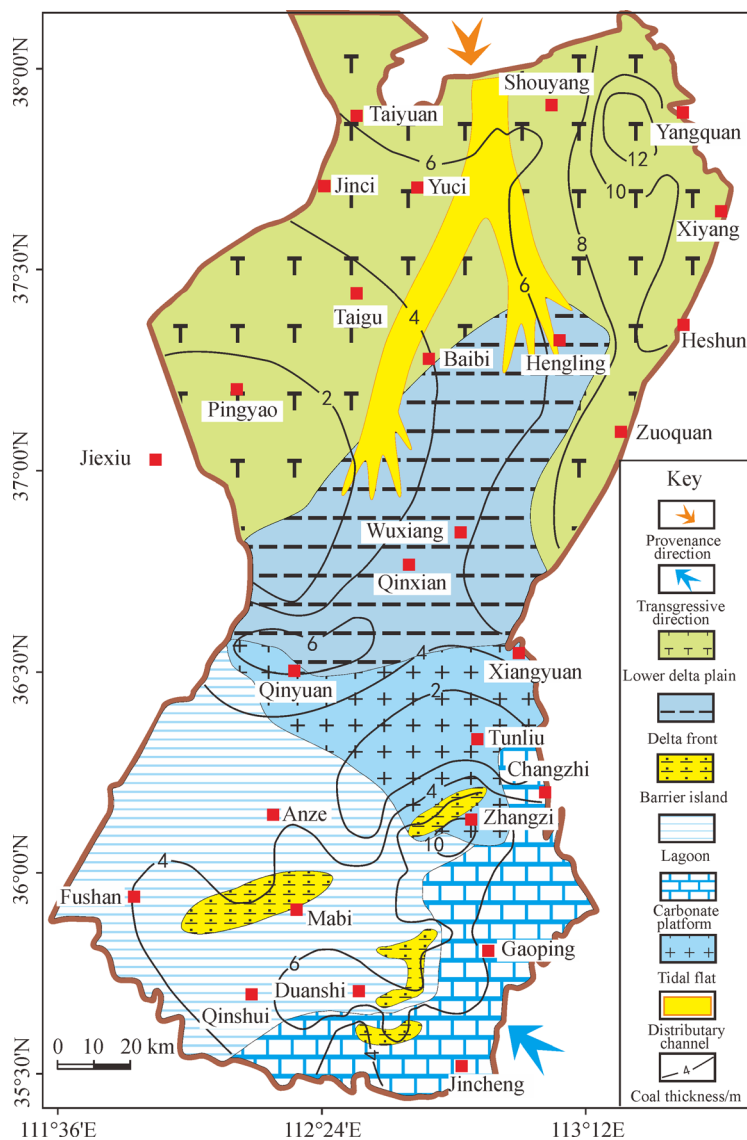 38°00′N
37°30′N
37°00′N
36°30′N
36°00′N
35°30′N
Shouyang
Taiyuan
Yangquan
6
12
Jinci
Yuci
10
Xiyang
8
6
4
Taigu
Heshun
Baibi
Hengling
2
Pingyao
Zuoquan
Jiexiu
Wuxiang
Qinxian
6
4
Xiangyuan
Qinyuan
2
Tunliu
Changzhi
4
Anze
Zhangzi
10
4
Fushan
Mabi
Gaoping
6
Duanshi
Qinshui
4
Jincheng
0 10 20 km
111°36′E
112°24′E
113°12′E
Key
Provenance
direction
Transgressive
direction
Lower delta plain
Delta front
Barrier island
Lagoon
Carbonate
platform
Tidal flat
Distributary
channel
4
Coal thickness/m